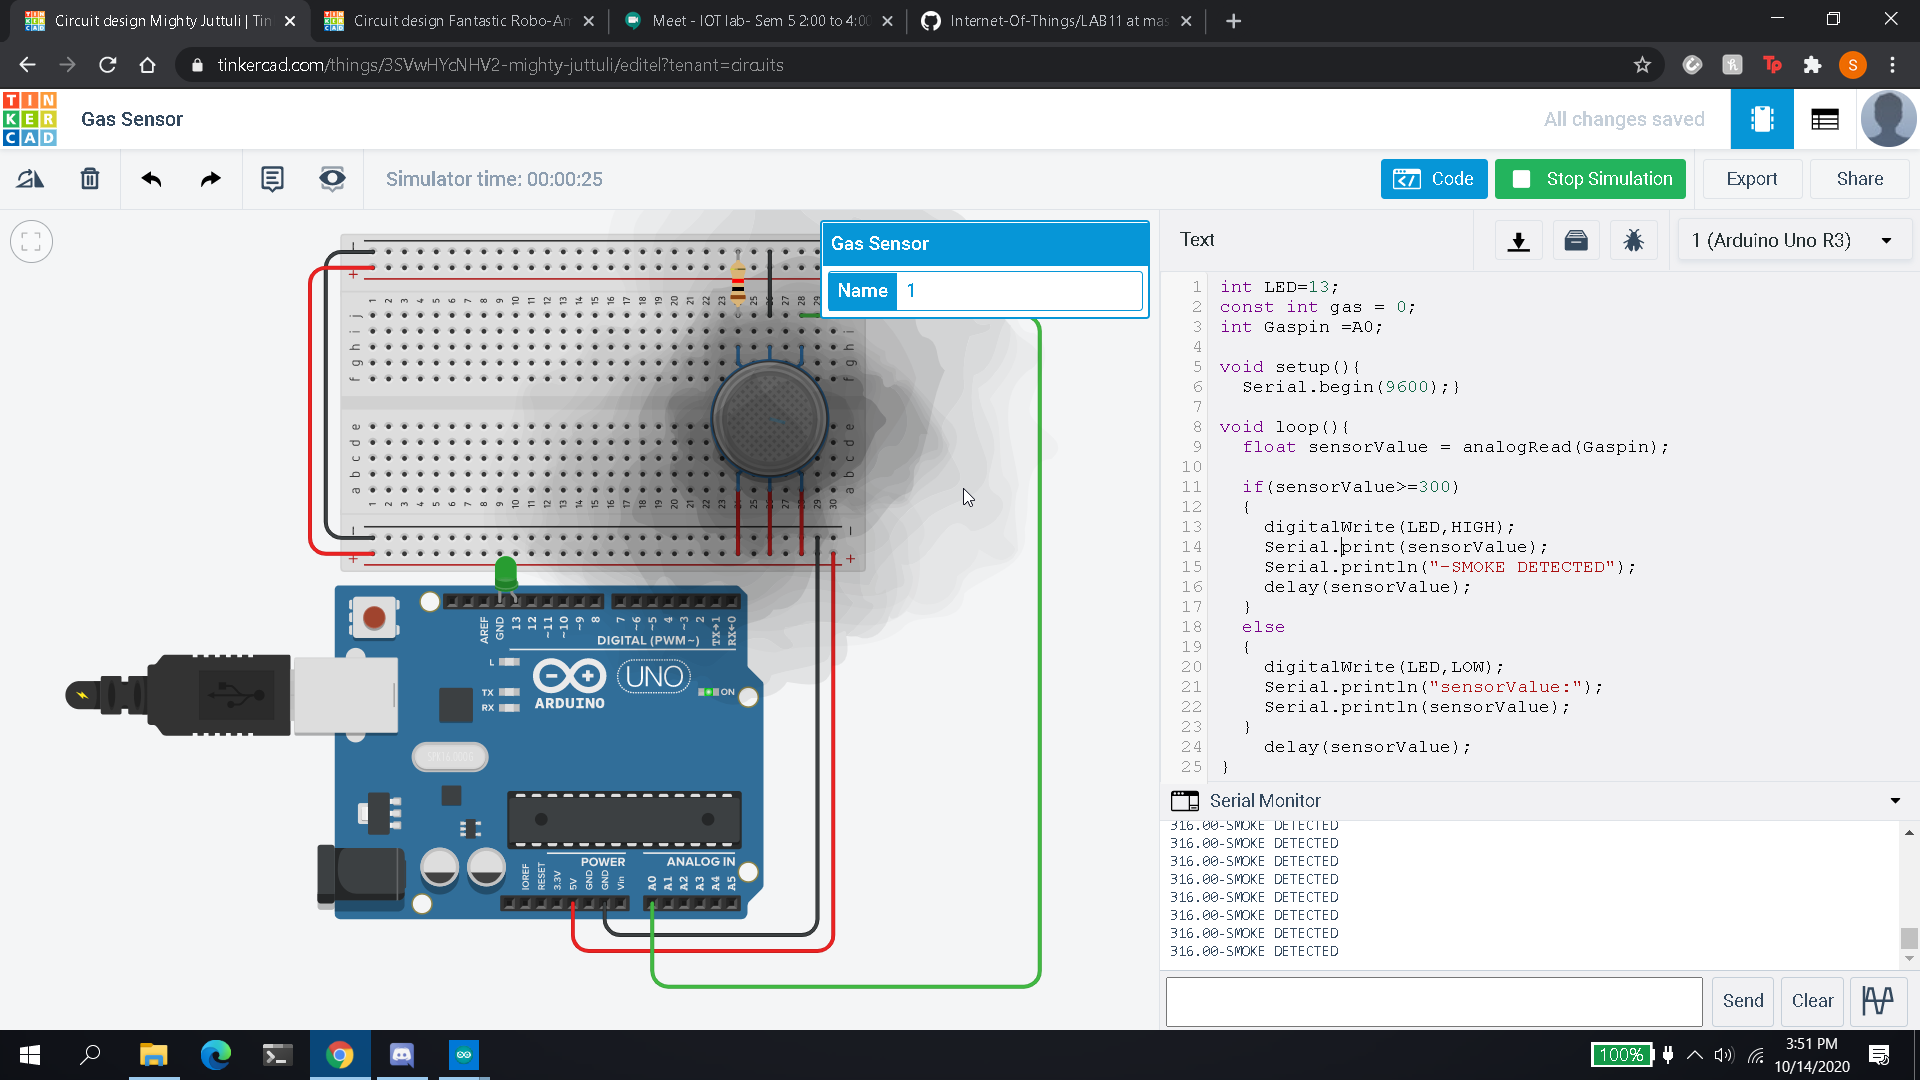 Circuit design Mighty Juttuli | Tin
Circuit design Fantastic Robo-Am
Meet - IOT lab- Sem 5 2:00 to 4:00
Internet-Of-Things/LAB11 at mas
tinkercad.com/things/3SVwHYcNHV2-mighty-juttuli/editel?tenant=circuits
S
TIN
KER
CAD
Gas Sensor
All changes saved
Simulator time: 00:00:25
Code
Stop Simulation
Export
Share
Gas Sensor
Name 1
Text
1 (Arduino Uno R3)
1 int LED=13;
2 const int gas = 0;
3 int Gaspin =A0;
4
5 void setup(){
6 Serial.begin(9600);}
7
8 void loop(){
9 float sensorValue = analogRead(Gaspin);
10
11 if(sensorValue>=300)
12 {
13 digitalWrite(LED,HIGH);
14 Serial.print(sensorValue);
15 Serial.println("-SMOKE DETECTED");
16 delay(sensorValue);
17 }
18 else
19 {
20 digitalWrite(LED,LOW);
21 Serial.println("sensorValue:");
22 Serial.println(sensorValue);
23 }
24 delay(sensorValue);
25 }
Serial Monitor
316.00-SMOKE DETECTED
316.00-SMOKE DETECTED
316.00-SMOKE DETECTED
316.00-SMOKE DETECTED
316.00-SMOKE DETECTED
316.00-SMOKE DETECTED
316.00-SMOKE DETECTED
316.00-SMOKE DETECTED
Send
Clear
AREF GND 13 12 ~11 ~10 ~9 8 7 ~6 ~5 4 ~3 2 TX→1 RX←0
DIGITAL (PWM~)
L
TX
RX
UNO
ARDUINO
ON
POWER
ANALOG IN
IOREF RESET 3.3V 5V GND GND Vin A0 A1 A2 A3 A4 A5
100%
3:51 PM
10/14/2020